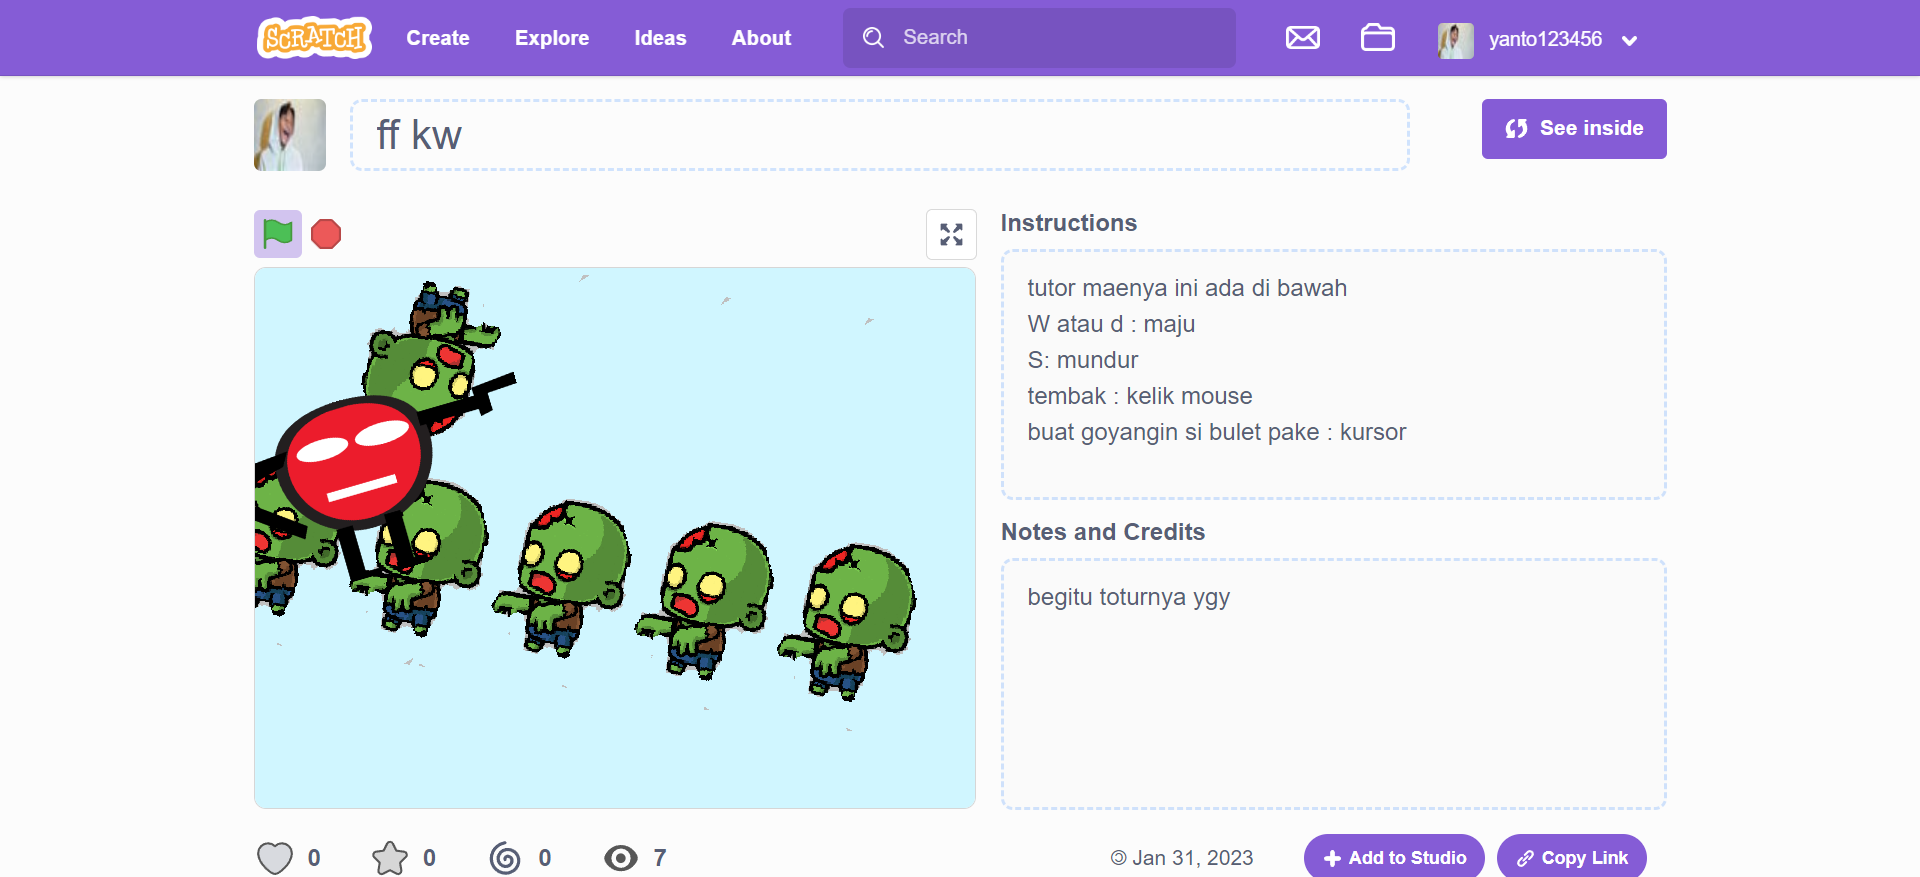 SCRATCH Create Explore Ideas About Search yanto123456
ff kw
See inside
Instructions
tutor maenya ini ada di bawah
W atau d : maju
S: mundur
tembak : kelik mouse
buat goyangin si bulet pake : kursor
Notes and Credits
begitu toturnya ygy
0 0 0 7
Jan 31, 2023
Add to Studio
Copy Link